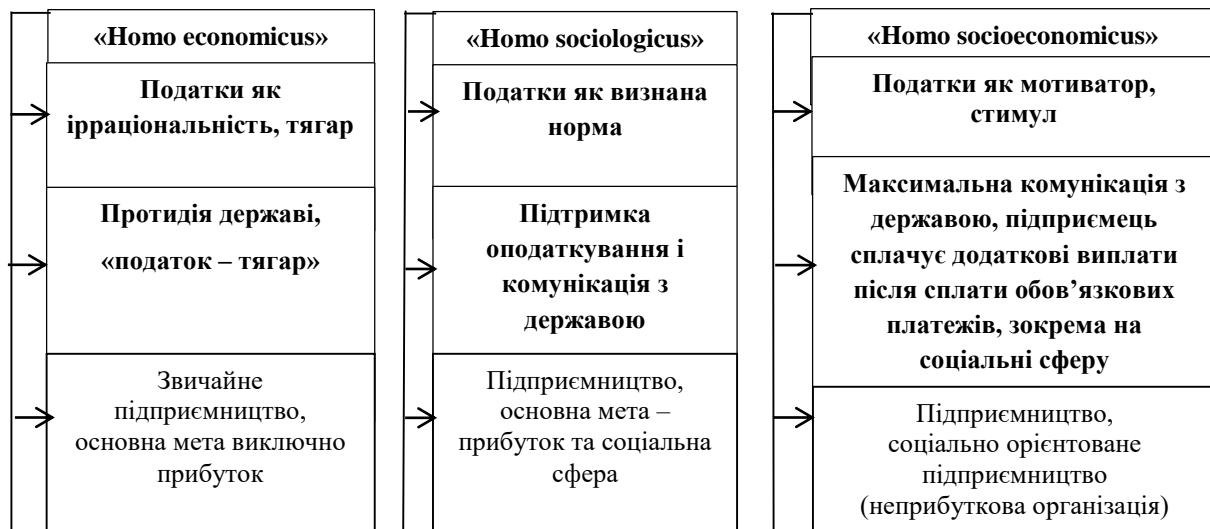 «Homo economicus»
Податки як
ірраціональність, тягар
Протидія державі,
«податок – тягар»
Звичайне
підприємництво,
основна мета виключно
прибуток
«Homo sociologicus»
Податки як визнана
норма
Підтримка
оподаткування і
комунікація з
державою
Підприємництво,
основна мета –
прибуток та соціальна
сфера
«Homo socioeconomicus»
Податки як мотиватор,
стимул
Максимальна комунікація з
державою, підприємець
сплачує додаткові виплати
після сплати обов’язкових
платежів, зокрема на
соціальні сферу
Підприємництво,
соціально орієнтоване
підприємництво
(неприбуткова організація)